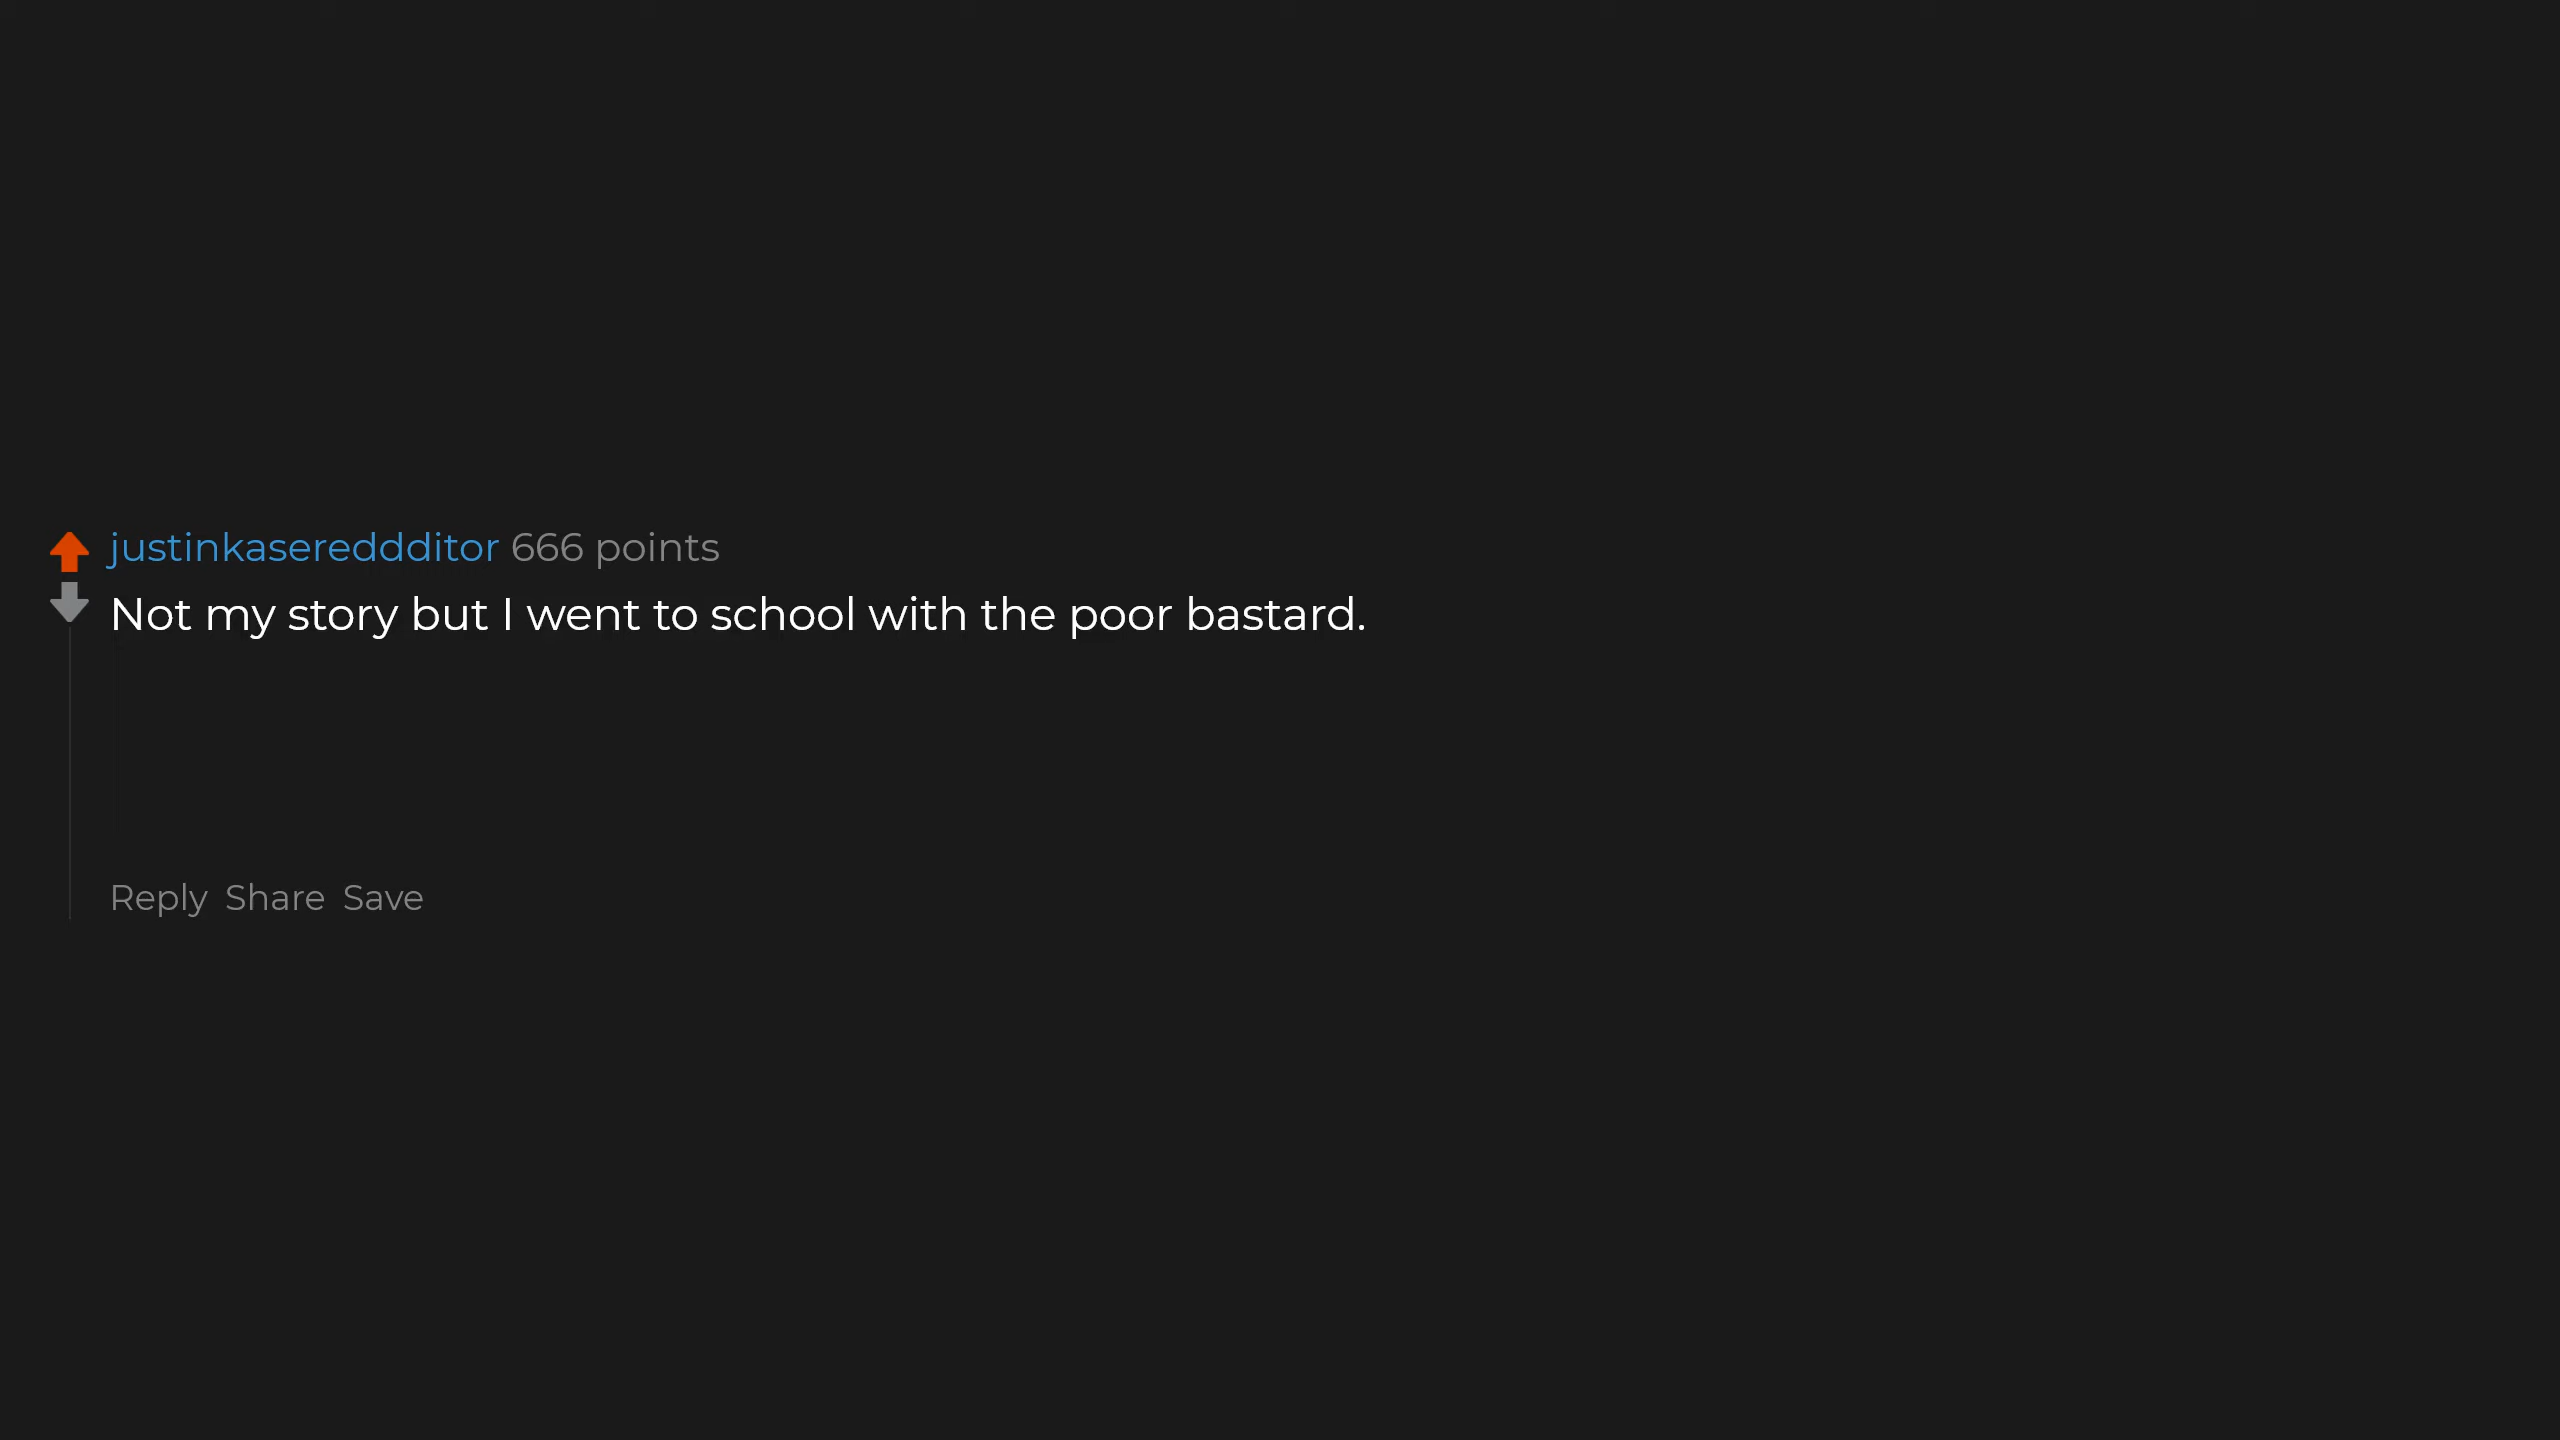 justinkasereddditor 666 points
Not my story but I went to school with the poor bastard.
Reply Share Save